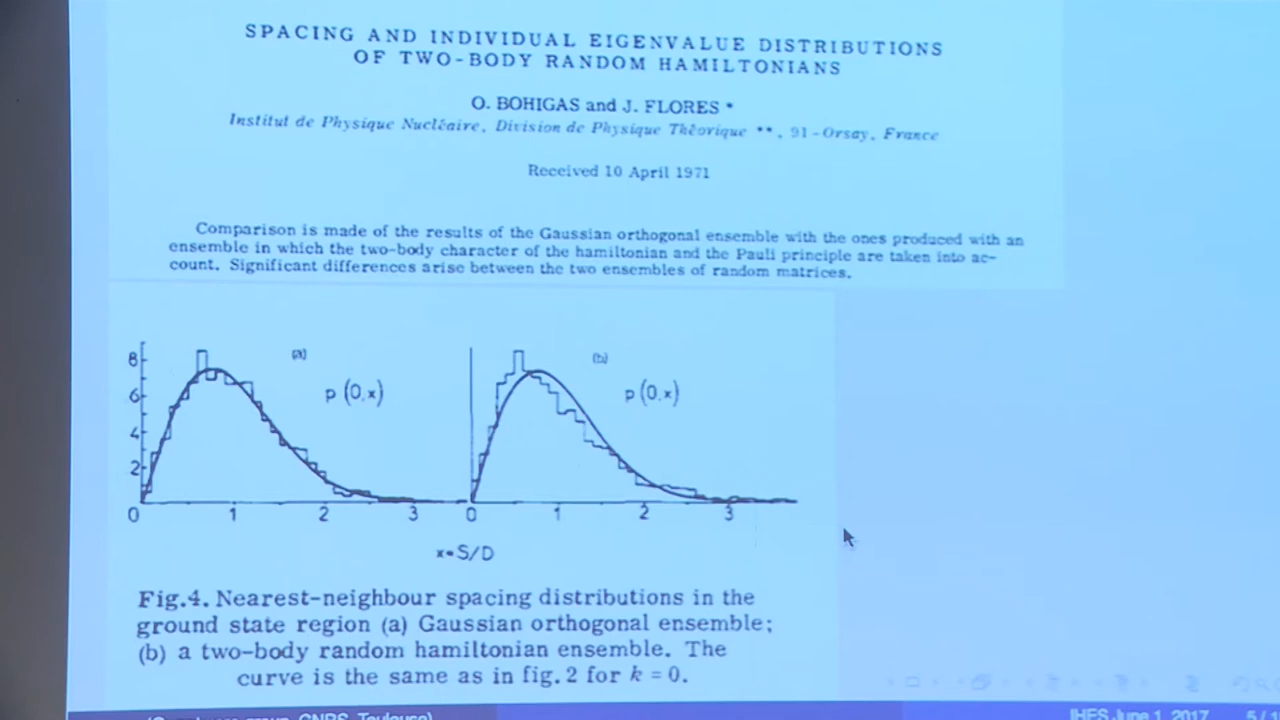 SPACING AND INDIVIDUAL EIGENVALUE DISTRIBUTIONS
OF TWO-BODY RANDOM HAMILTONIANS
O. BOHIGAS and J. FLORES *
Institut de Physique Nucléaire, Division de Physique Théorique **, 91-Orsay, France
Received 10 April 1971
Comparison is made of the results of the Gaussian orthogonal ensemble with the ones produced with an
ensemble in which the two-body character of the hamiltonian and the Pauli principle are taken into ac-
count. Significant differences arise between the two ensembles of random matrices.
8
6
4
2
0 1 2 3
(a)
p (0,x)
0 1 2 3
(b)
p (0,x)
x=S/D
Fig.4. Nearest-neighbour spacing distributions in the
ground state region (a) Gaussian orthogonal ensemble;
(b) a two-body random hamiltonian ensemble. The
curve is the same as in fig. 2 for k = 0.
group, CNRS, Toulouse)
IHES June 1, 2017 5 / 1